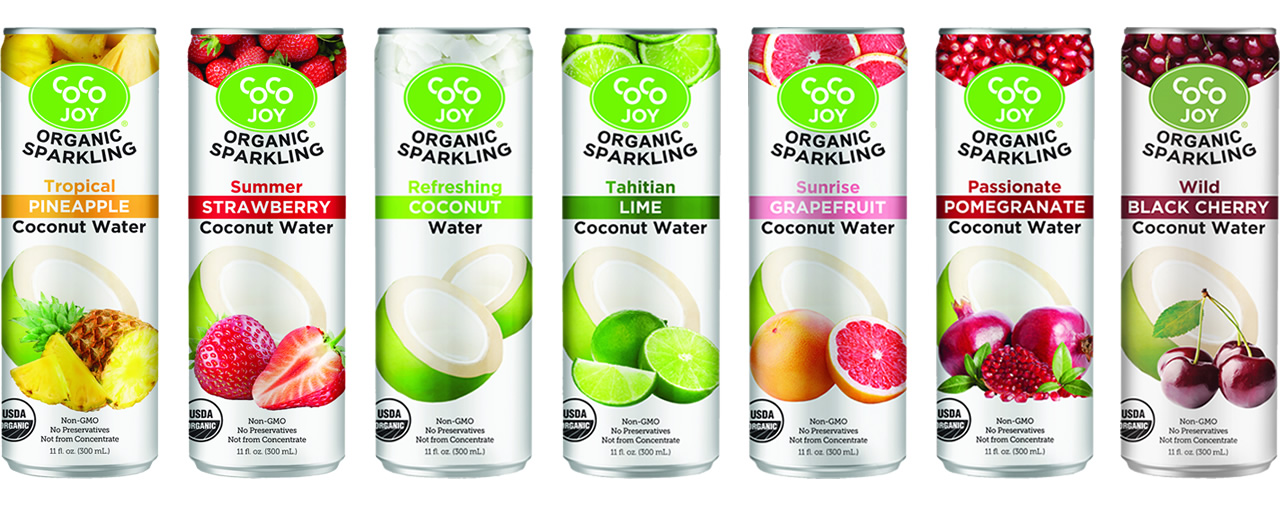 COCO
JOY
®
ORGANIC
SPARKLING
Tropical
PINEAPPLE
Coconut Water
USDA
ORGANIC
Non-GMO
No Preservatives
Not from Concentrate
11 fl. oz. (300 mL.)
COCO
JOY
®
ORGANIC
SPARKLING
Summer
STRAWBERRY
Coconut Water
USDA
ORGANIC
Non-GMO
No Preservatives
Not from Concentrate
11 fl. oz. (300 mL.)
COCO
JOY
®
ORGANIC
SPARKLING
Refreshing
COCONUT
Water
USDA
ORGANIC
Non-GMO
No Preservatives
Not from Concentrate
11 fl. oz. (300 mL.)
COCO
JOY
®
ORGANIC
SPARKLING
Tahitian
LIME
Coconut Water
USDA
ORGANIC
Non-GMO
No Preservatives
Not from Concentrate
11 fl. oz. (300 mL.)
COCO
JOY
®
ORGANIC
SPARKLING
Sunrise
GRAPEFRUIT
Coconut Water
USDA
ORGANIC
Non-GMO
No Preservatives
Not from Concentrate
11 fl. oz. (300 mL.)
COCO
JOY
®
ORGANIC
SPARKLING
Passionate
POMEGRANATE
Coconut Water
USDA
ORGANIC
Non-GMO
No Preservatives
Not from Concentrate
11 fl. oz. (300 mL.)
COCO
JOY
®
ORGANIC
SPARKLING
Wild
BLACK CHERRY
Coconut Water
USDA
ORGANIC
Non-GMO
No Preservatives
Not from Concentrate
11 fl. oz. (300 mL.)